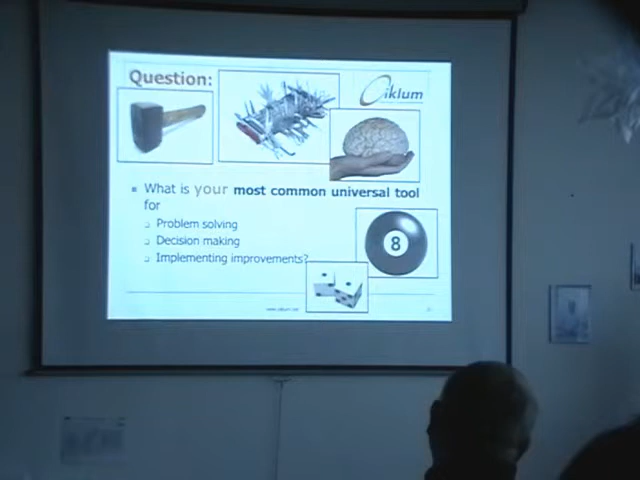 Question:
Ciklum
What is your most common universal tool
for
Problem solving
Decision making
Implementing improvements?
8